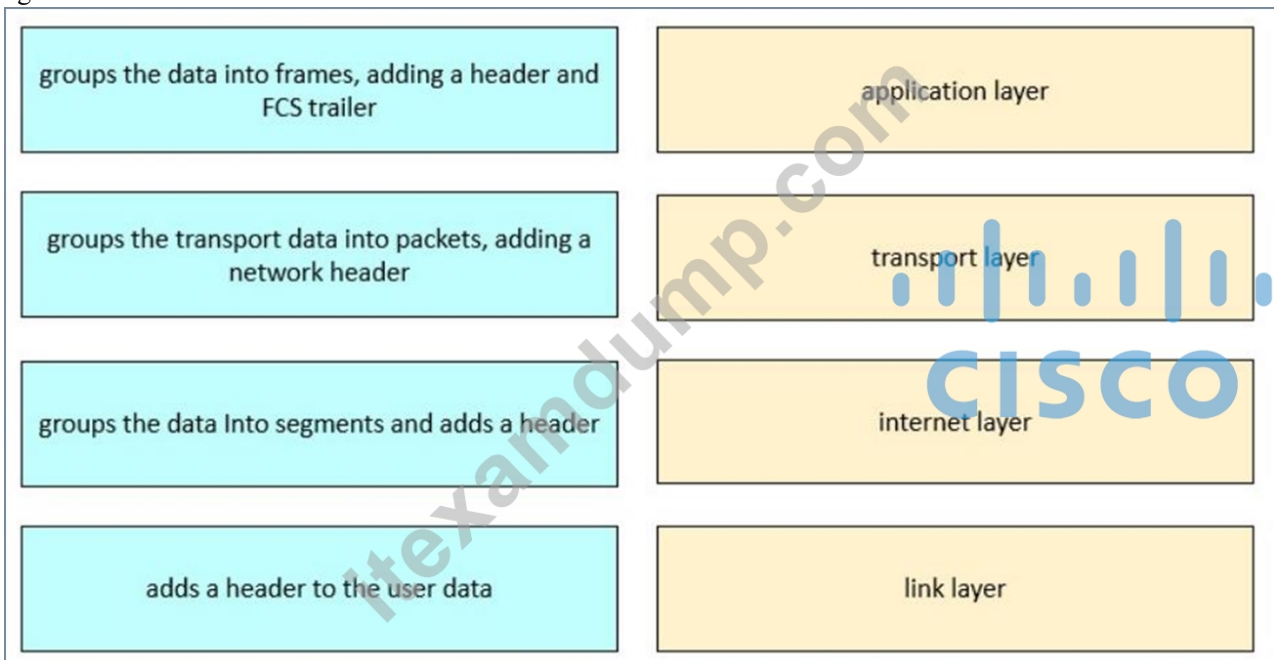 groups the data into frames, adding a header and
FCS trailer
application layer
groups the transport data into packets, adding a
network header
transport layer
groups the data Into segments and adds a header
internet layer
adds a header to the user data
link layer
itexamdump.com
CISCO